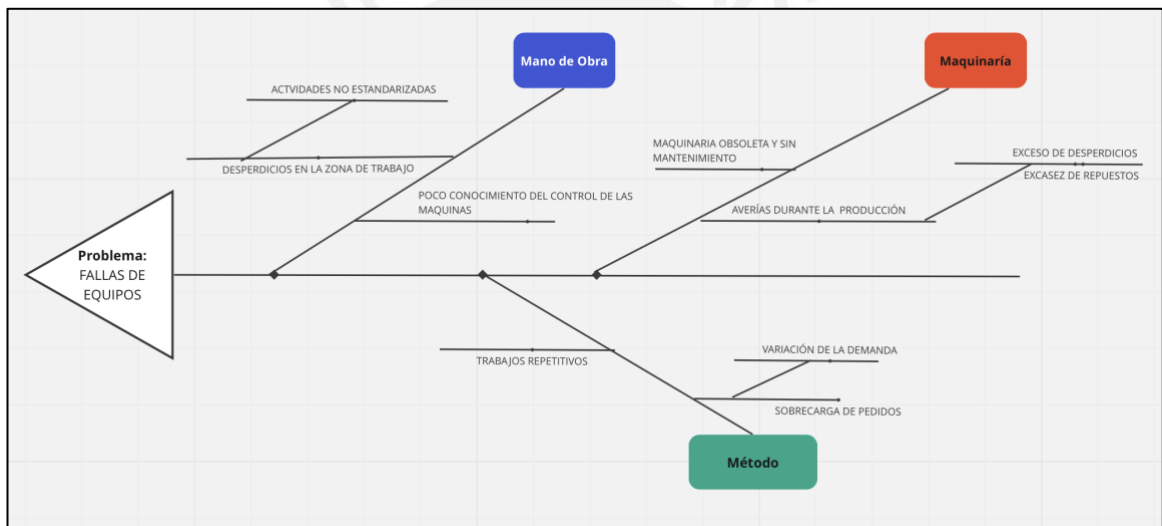 Mano de Obra
Maquinaría
ACTVIDADES NO ESTANDARIZADAS
DESPERDICIOS EN LA ZONA DE TRABAJO
POCO CONOCIMIENTO DEL CONTROL DE LAS
MAQUINAS
MAQUINARIA OBSOLETA Y SIN
MANTENIMIENTO
EXCESO DE DESPERDICIOS
EXCASEZ DE REPUESTOS
AVERÍAS DURANTE LA PRODUCCIÓN
Problema:
FALLAS DE
EQUIPOS
TRABAJOS REPETITIVOS
VARIACIÓN DE LA DEMANDA
SOBRECARGA DE PEDIDOS
Método